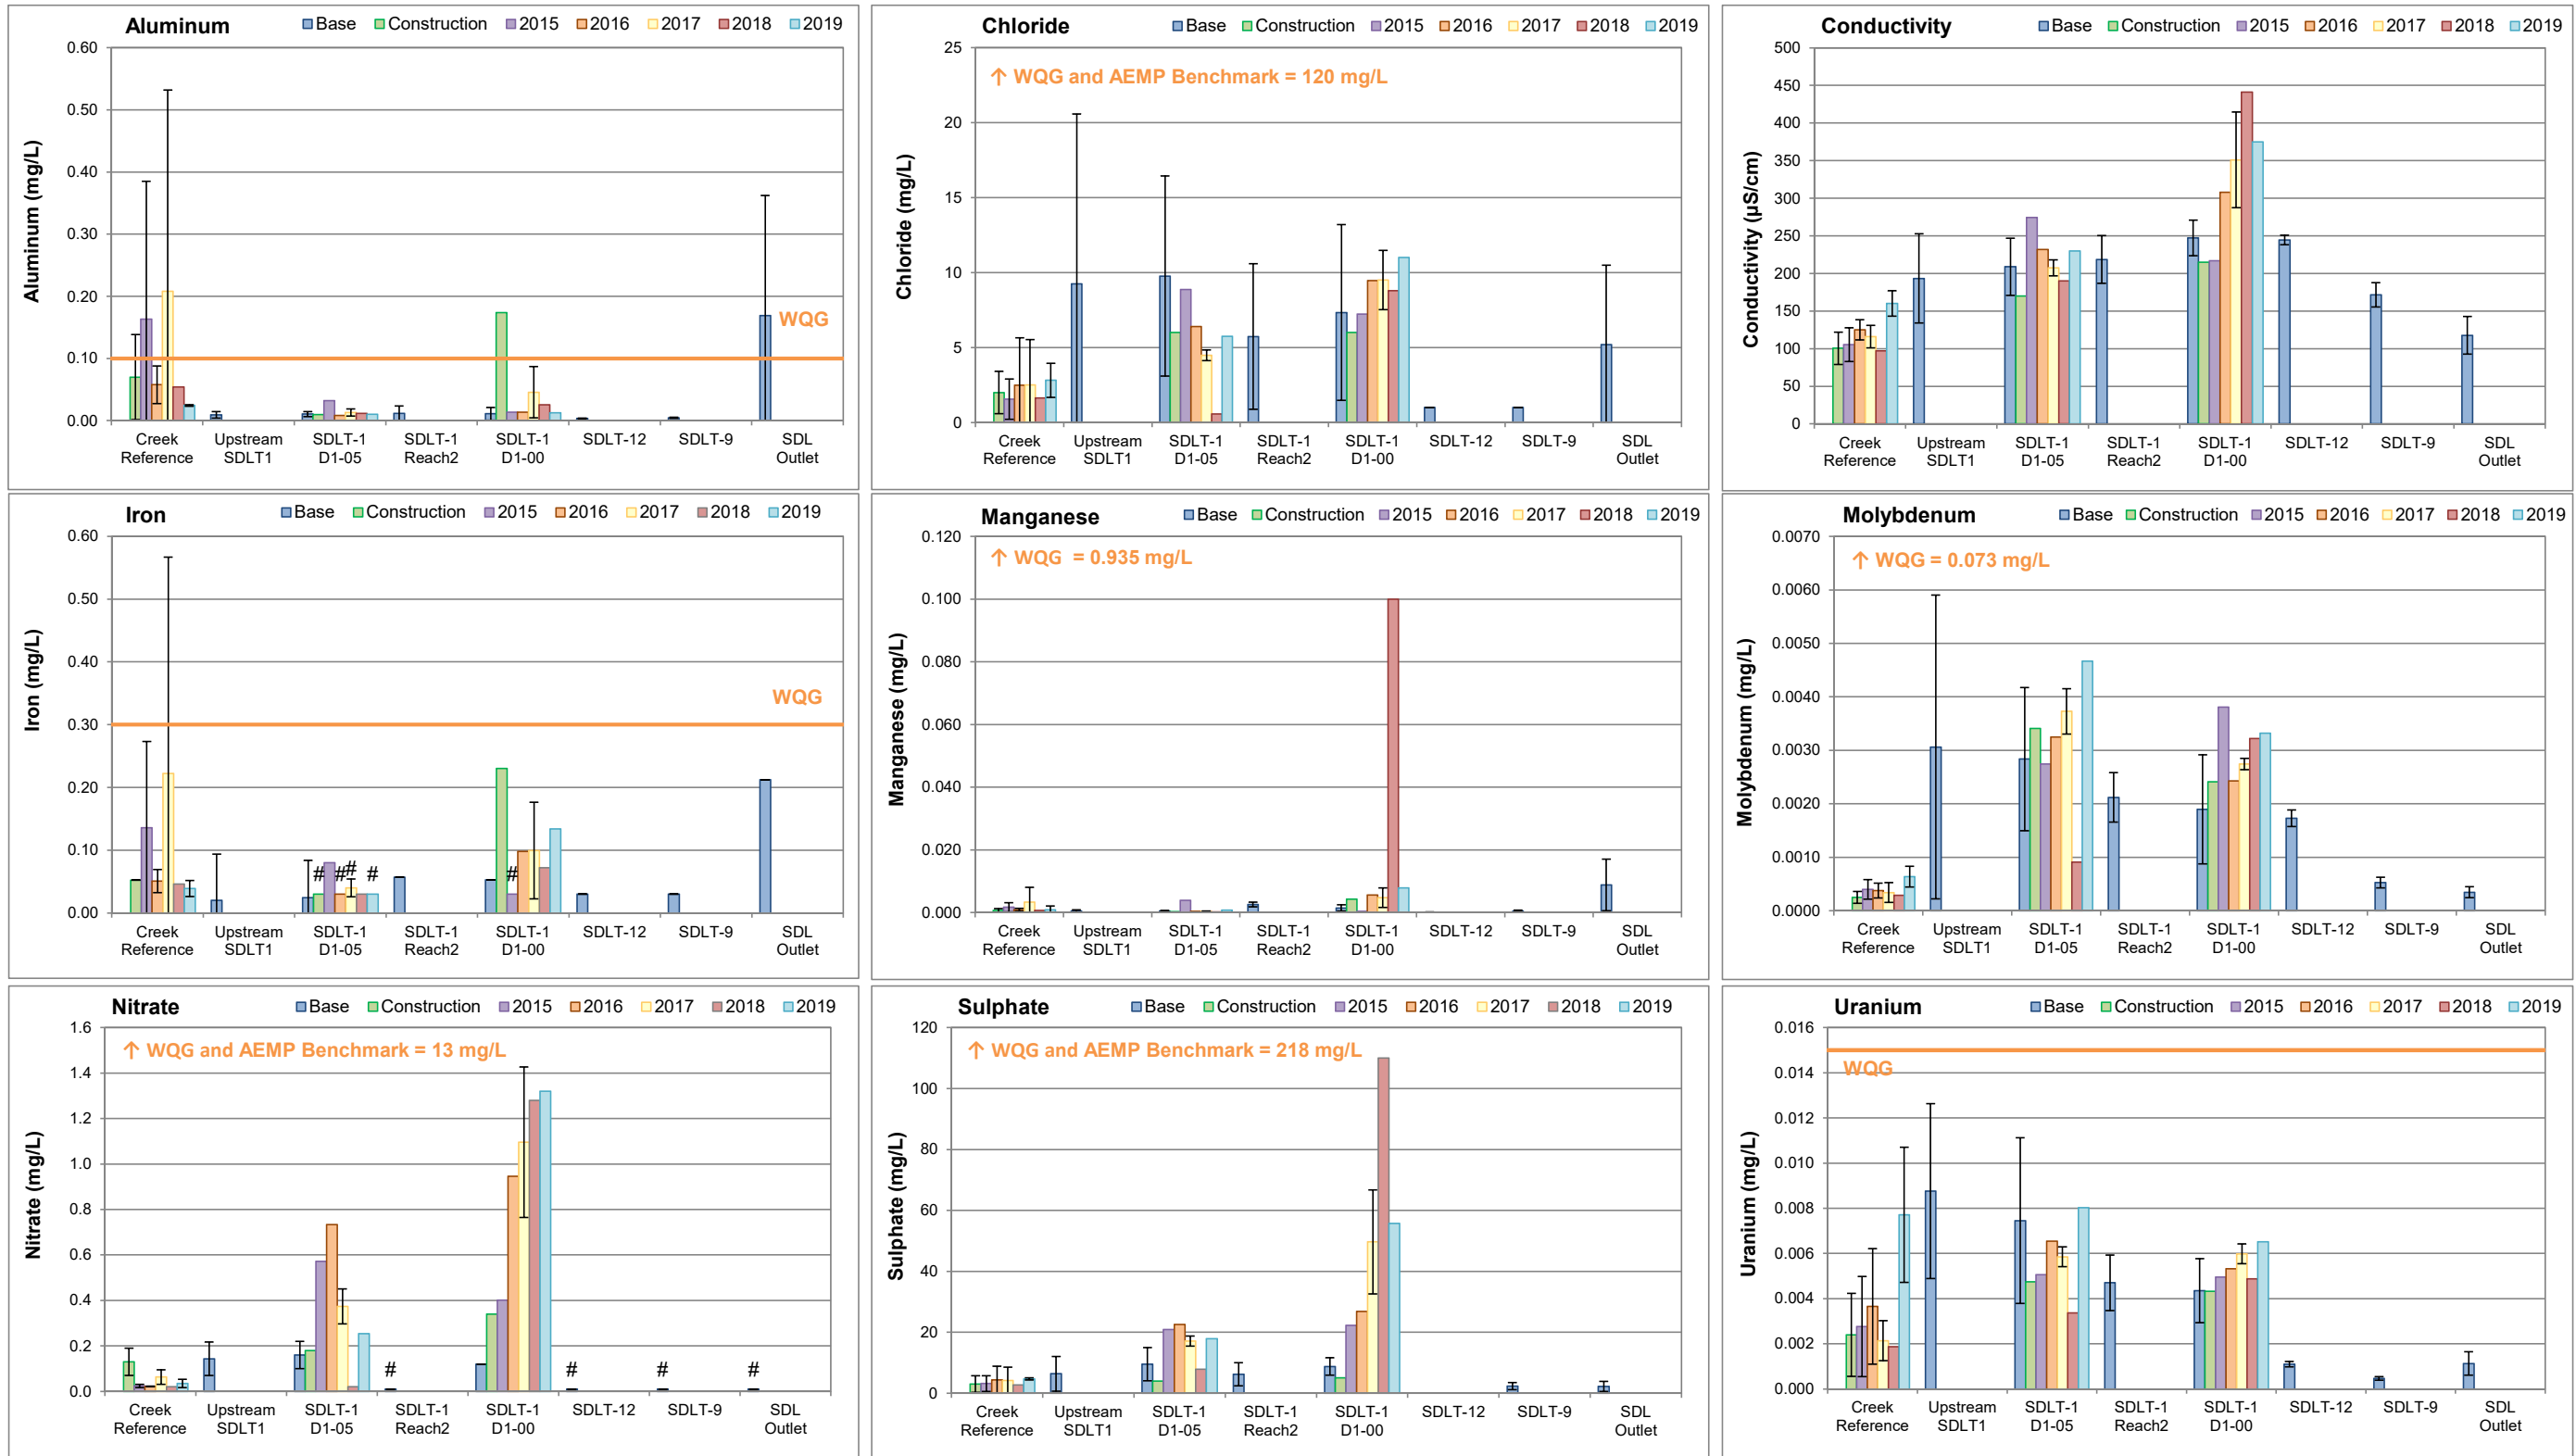 Aluminum
Base Construction 2015 2016 2017 2018 2019
Aluminum (mg/L)
0.60
0.50
0.40
0.30
0.20
0.10
0.00
WQG
Creek Reference
Upstream SDLT1
SDLT-1 D1-05
SDLT-1 Reach2
SDLT-1 D1-00
SDLT-12
SDLT-9
SDL Outlet
Chloride
Base Construction 2015 2016 2017 2018 2019
↑ WQG and AEMP Benchmark = 120 mg/L
Chloride (mg/L)
25
20
15
10
5
0
Creek Reference
Upstream SDLT1
SDLT-1 D1-05
SDLT-1 Reach2
SDLT-1 D1-00
SDLT-12
SDLT-9
SDL Outlet
Conductivity
Base Construction 2015 2016 2017 2018 2019
Conductivity (µS/cm)
500
450
400
350
300
250
200
150
100
50
0
Creek Reference
Upstream SDLT1
SDLT-1 D1-05
SDLT-1 Reach2
SDLT-1 D1-00
SDLT-12
SDLT-9
SDL Outlet
Iron
Base Construction 2015 2016 2017 2018 2019
Iron (mg/L)
0.60
0.50
0.40
0.30
0.20
0.10
0.00
WQG
# # # #
#
Creek Reference
Upstream SDLT1
SDLT-1 D1-05
SDLT-1 Reach2
SDLT-1 D1-00
SDLT-12
SDLT-9
SDL Outlet
Manganese
Base Construction 2015 2016 2017 2018 2019
↑ WQG = 0.935 mg/L
Manganese (mg/L)
0.120
0.100
0.080
0.060
0.040
0.020
0.000
Creek Reference
Upstream SDLT1
SDLT-1 D1-05
SDLT-1 Reach2
SDLT-1 D1-00
SDLT-12
SDLT-9
SDL Outlet
Molybdenum
Base Construction 2015 2016 2017 2018 2019
↑ WQG = 0.073 mg/L
Molybdenum (mg/L)
0.0070
0.0060
0.0050
0.0040
0.0030
0.0020
0.0010
0.0000
Creek Reference
Upstream SDLT1
SDLT-1 D1-05
SDLT-1 Reach2
SDLT-1 D1-00
SDLT-12
SDLT-9
SDL Outlet
Nitrate
Base Construction 2015 2016 2017 2018 2019
↑ WQG and AEMP Benchmark = 13 mg/L
Nitrate (mg/L)
1.6
1.4
1.2
1.0
0.8
0.6
0.4
0.2
0.0
# # # #
Creek Reference
Upstream SDLT1
SDLT-1 D1-05
SDLT-1 Reach2
SDLT-1 D1-00
SDLT-12
SDLT-9
SDL Outlet
Sulphate
Base Construction 2015 2016 2017 2018 2019
↑ WQG and AEMP Benchmark = 218 mg/L
Sulphate (mg/L)
120
100
80
60
40
20
0
Creek Reference
Upstream SDLT1
SDLT-1 D1-05
SDLT-1 Reach2
SDLT-1 D1-00
SDLT-12
SDLT-9
SDL Outlet
Uranium
Base Construction 2015 2016 2017 2018 2019
Uranium (mg/L)
0.016
0.014
0.012
0.010
0.008
0.006
0.004
0.002
0.000
WQG
Creek Reference
Upstream SDLT1
SDLT-1 D1-05
SDLT-1 Reach2
SDLT-1 D1-00
SDLT-12
SDLT-9
SDL Outlet